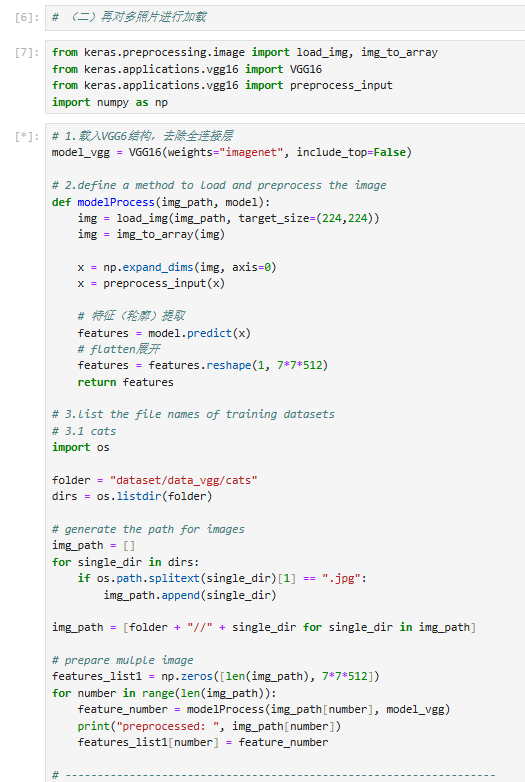 [6]: # （二）再对多照片进行加载
[7]: from keras.preprocessing.image import load_img, img_to_array
from keras.applications.vgg16 import VGG16
from keras.applications.vgg16 import preprocess_input
import numpy as np
[*]: # 1.载入VGG6结构，去除全连接层
model_vgg = VGG16(weights="imagenet", include_top=False)
# 2.define a method to load and preprocess the image
def modelProcess(img_path, model):
    img = load_img(img_path, target_size=(224,224))
    img = img_to_array(img)
    x = np.expand_dims(img, axis=0)
    x = preprocess_input(x)
    # 特征（轮廓）提取
    features = model.predict(x)
    # flatten展开
    features = features.reshape(1, 7*7*512)
    return features
# 3.list the file names of training datasets
# 3.1 cats
import os
folder = "dataset/data_vgg/cats"
dirs = os.listdir(folder)
# generate the path for images
img_path = []
for single_dir in dirs:
    if os.path.splitext(single_dir)[1] == ".jpg":
        img_path.append(single_dir)
img_path = [folder + "//" + single_dir for single_dir in img_path]
# prepare mulple image
features_list1 = np.zeros([len(img_path), 7*7*512])
for number in range(len(img_path)):
    feature_number = modelProcess(img_path[number], model_vgg)
    print("preprocessed: ", img_path[number])
    features_list1[number] = feature_number
# ------------------------------------------------------------------